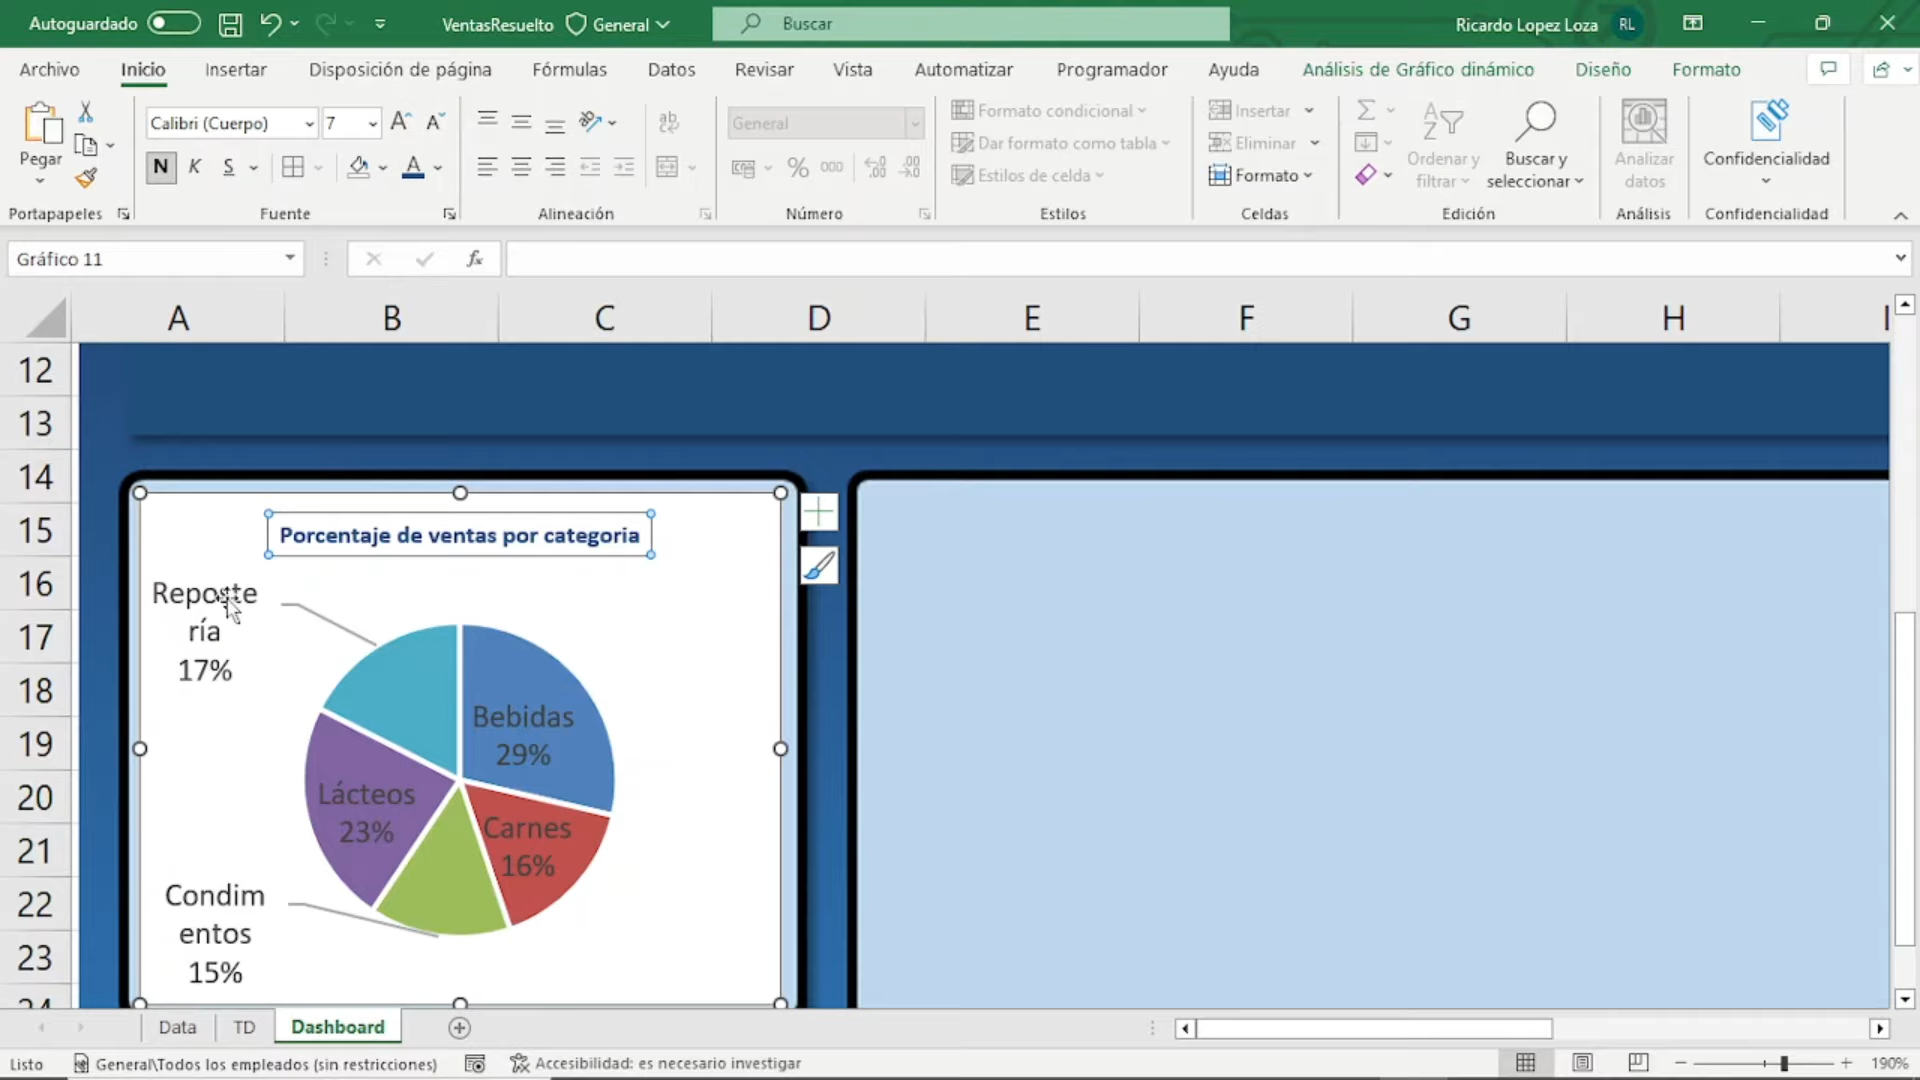 Autoguardado VentasResuelto General Buscar Ricardo Lopez Loza RL
Archivo Inicio Insertar Disposición de página Fórmulas Datos Revisar Vista Automatizar Programador Ayuda Análisis de Gráfico dinámico Diseño Formato
Calibri (Cuerpo) 7 A A ab General Formato condicional Insertar Σ A
Z
Pegar N K S A % 000 Dar formato como tabla Eliminar Ordenar y Buscar y Analizar Confidencialidad
Estilos de celda Formato filtrar seleccionar datos
Portapapeles Fuente Alineación Número Estilos Celdas Edición Análisis Confidencialidad
Gráfico 11 fx
A B C D E F G H I
12
13
14
15
16
17
18
19
20
21
22
23
24
Porcentaje de ventas por categoria
Reposte
ría
17%
Bebidas
29%
Lácteos
23%
Carnes
16%
Condim
entos
15%
Data TD Dashboard
Listo General\Todos los empleados (sin restricciones) Accesibilidad: es necesario investigar 190%